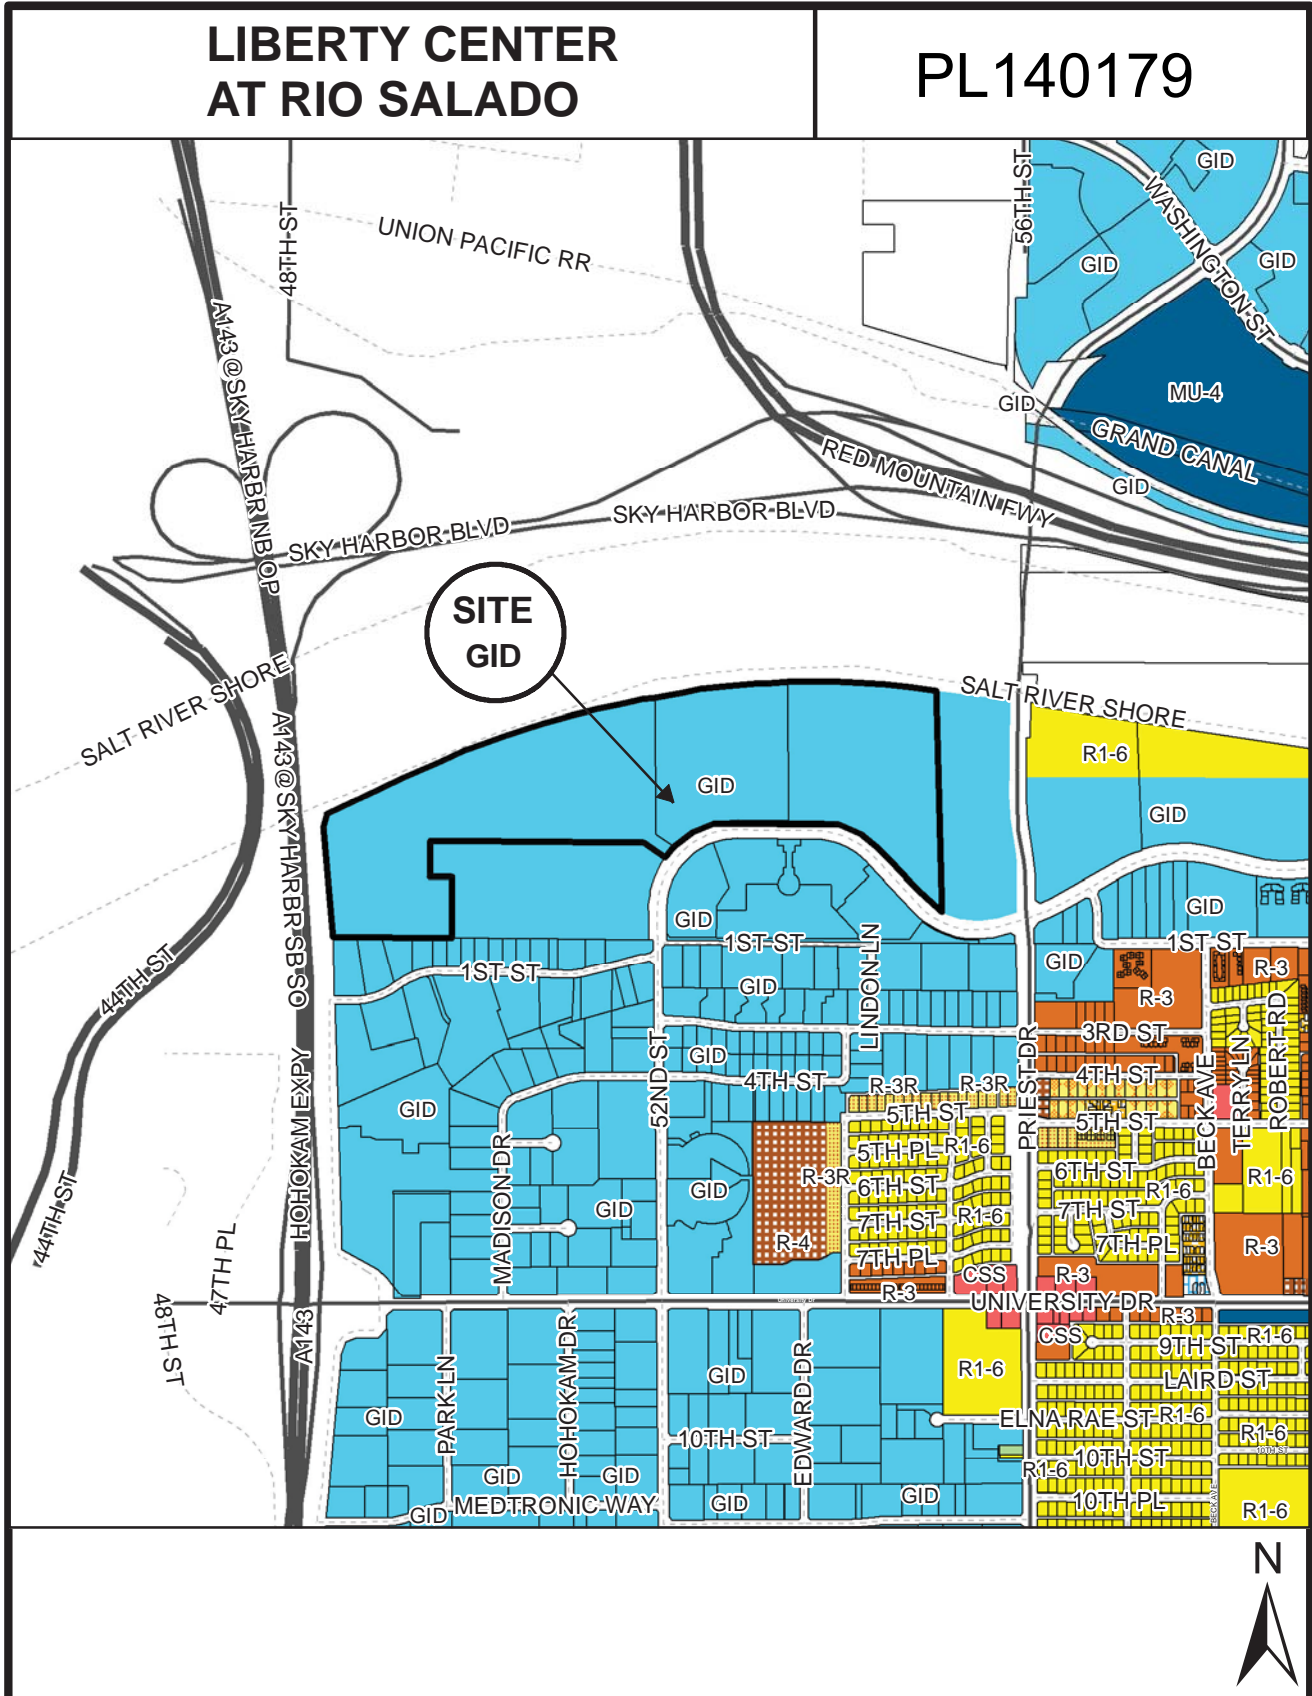 LIBERTY CENTER
AT RIO SALADO
PL140179
48TH ST
UNION PACIFIC RR
56TH ST
WASHINGTON ST
GID
GID
GID
A143@SKY HARBR NB OP
MU-4
GID
GRAND CANAL
GID
RED MOUNTAIN FWY
SKY HARBOR BLVD
SKY HARBOR BLVD
SITE
GID
SALT RIVER SHORE
SALT RIVER SHORE
A143@SKY HARBR SB OS
R1-6
GID
GID
GID
GID
1ST ST
1ST ST
1ST ST
LINDON LN
GID
GID
R-3
R-3
44TH ST
3RD ST
ROBERT RD
TERRY LN
BECK AVE
PRIEST DR
52ND ST
GID
4TH ST
4TH ST
R-3R
R-3R
GID
5TH ST
5TH ST
HOHOKAM EXPY
MADISON DR
5TH PL
R1-6
6TH ST
R-3R
6TH ST
R1-6
R1-6
GID
GID
7TH ST
R1-6
7TH ST
44TH ST
47TH PL
R-4
7TH PL
7TH PL
R-3
CSS
R-3
R-3
UNIVERSITY DR
University Dr
R-3
48TH ST
A143
CSS
9TH ST
R1-6
PARK LN
HOHOKAM DR
EDWARD DR
GID
R1-6
LAIRD ST
GID
ELNA RAE ST
R1-6
10TH ST
R1-6
10TH ST
10TH ST
GID
GID
R1-6
GID
MEDTRONIC WAY
GID
GID
10TH PL
BECK AVE
R1-6
N